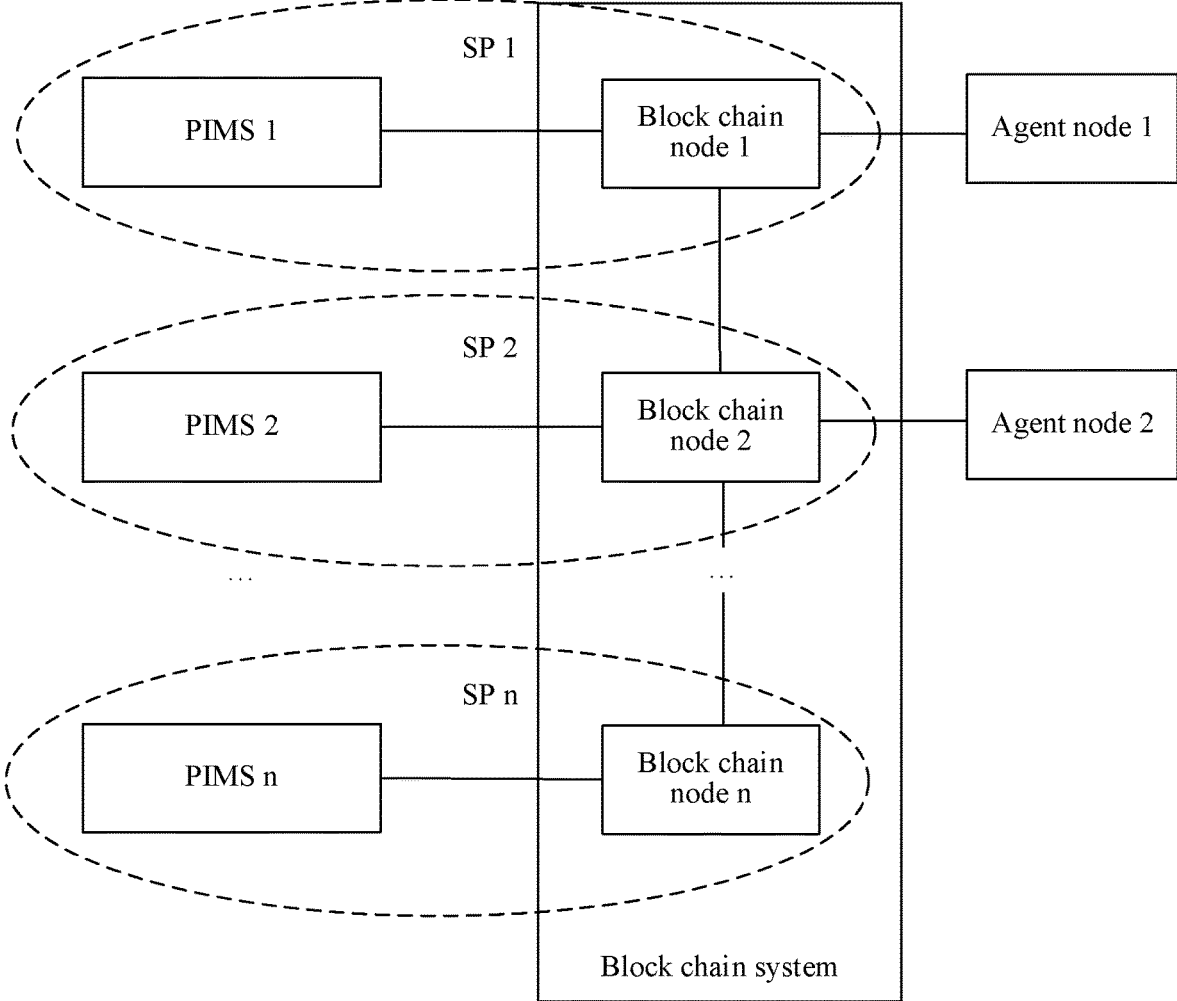 SP 1
PIMS 1
Block chain
node 1
Agent node 1
SP 2
PIMS 2
Block chain
node 2
Agent node 2
...
...
SP n
PIMS n
Block chain
node n
Block chain system